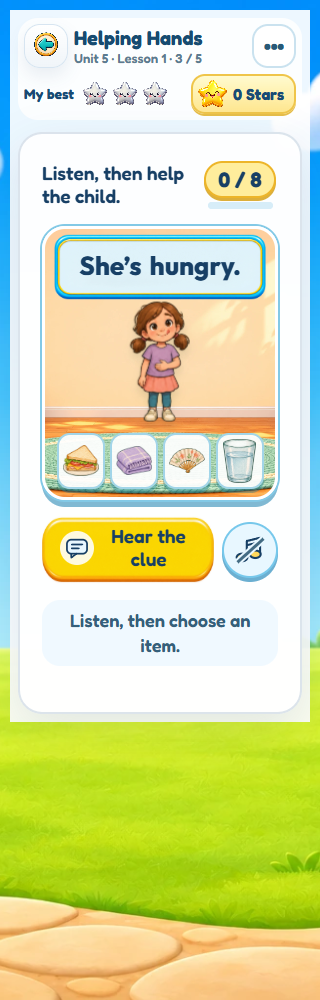 Helping Hands
Unit 5 · Lesson 1 · 3 / 5
My best
0 Stars
Listen, then help
the child.
0 / 8
She's hungry.
Hear the
clue
Listen, then choose an
item.